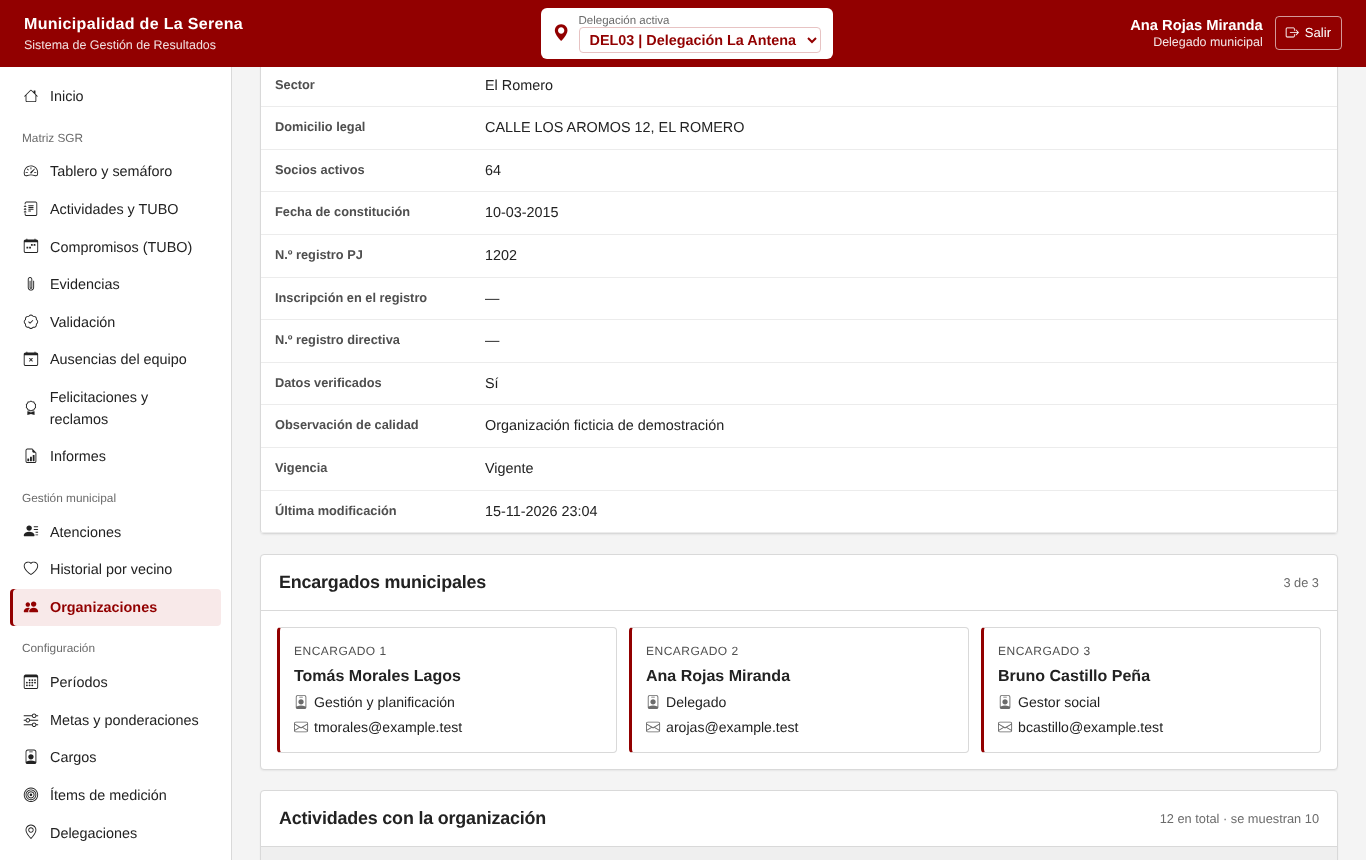 Municipalidad de La Serena
Sistema de Gestión de Resultados
Delegación activa
DEL03 | Delegación La Antena
Ana Rojas Miranda
Delegado municipal
Salir
Inicio
Matriz SGR
Tablero y semáforo
Actividades y TUBO
Compromisos (TUBO)
Evidencias
Validación
Ausencias del equipo
Felicitaciones y
reclamos
Informes
Gestión municipal
Atenciones
Historial por vecino
Organizaciones
Configuración
Períodos
Metas y ponderaciones
Cargos
Ítems de medición
Delegaciones
Sector El Romero
Domicilio legal CALLE LOS AROMOS 12, EL ROMERO
Socios activos 64
Fecha de constitución 10-03-2015
N.º registro PJ 1202
Inscripción en el registro —
N.º registro directiva —
Datos verificados Sí
Observación de calidad Organización ficticia de demostración
Vigencia Vigente
Última modificación 15-11-2026 23:04
Encargados municipales 3 de 3
ENCARGADO 1
Tomás Morales Lagos
Gestión y planificación
tmorales@example.test
ENCARGADO 2
Ana Rojas Miranda
Delegado
arojas@example.test
ENCARGADO 3
Bruno Castillo Peña
Gestor social
bcastillo@example.test
Actividades con la organización 12 en total · se muestran 10